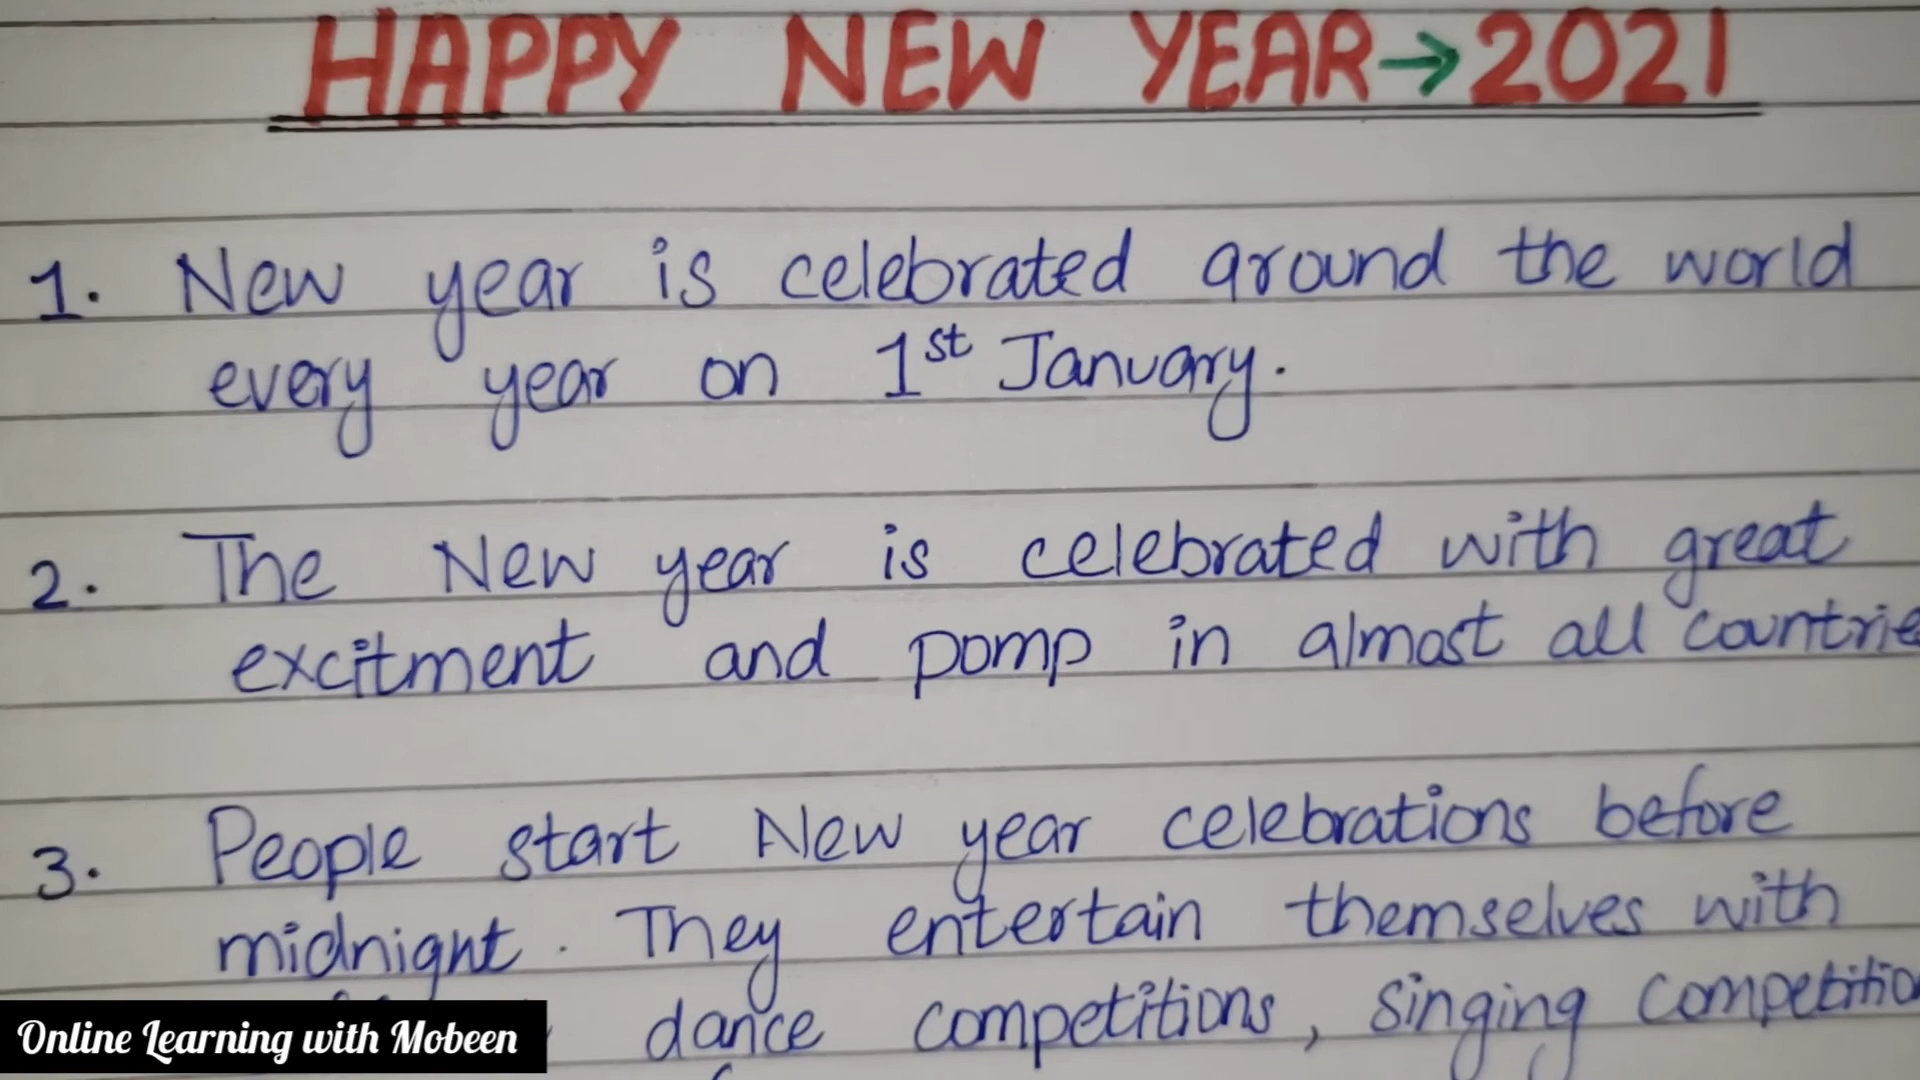 HAPPY NEW YEAR→2021
1. New year is celebrated around the world
every year on 1st January.
2. The New year is celebrated with great
excitment and pomp in almost all countrie
3. People start New year celebrations before
midnight. They entertain themselves with
dance competitions, singing competitio
Online Learning with Mobeen